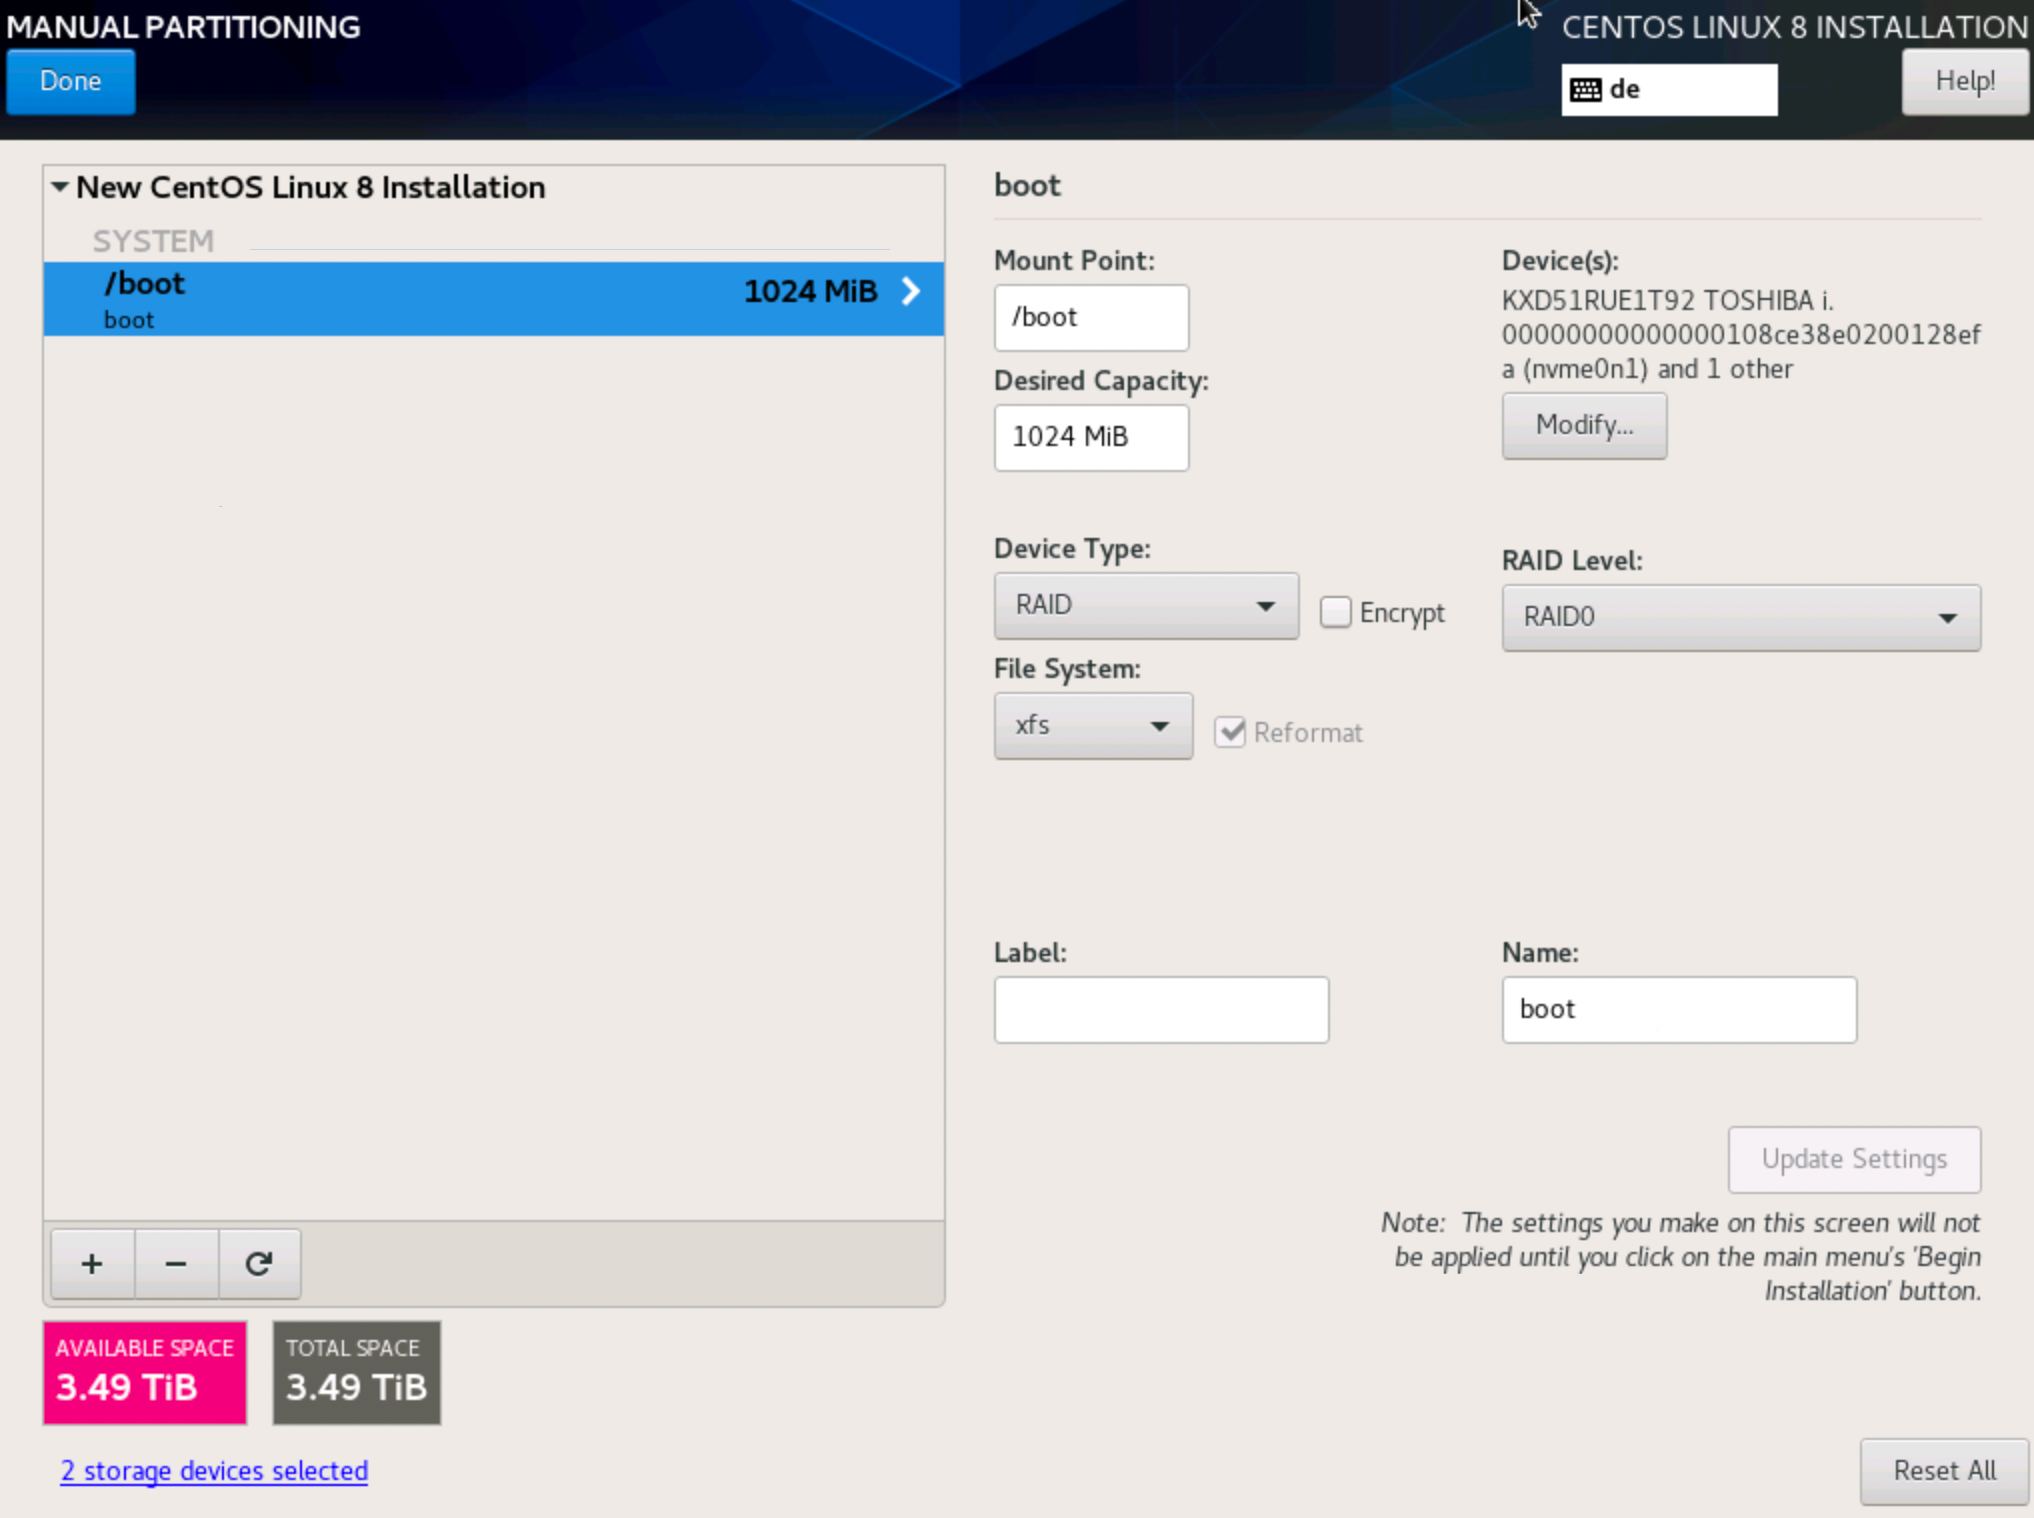 MANUAL PARTITIONING
CENTOS LINUX 8 INSTALLATION
Done
de
Help!
New CentOS Linux 8 Installation
SYSTEM
/boot
1024 MiB
boot
boot
Mount Point:
/boot
Desired Capacity:
1024 MiB
Device(s):
KXD51RUE1T92 TOSHIBA i.
00000000000000108ce38e0200128ef
a (nvme0n1) and 1 other
Modify...
Device Type:
RAID
Encrypt
RAID Level:
RAID0
File System:
xfs
Reformat
Label:
Name:
boot
Update Settings
Note: The settings you make on this screen will not
be applied until you click on the main menu's 'Begin
Installation' button.
AVAILABLE SPACE
3.49 TiB
TOTAL SPACE
3.49 TiB
2 storage devices selected
Reset All